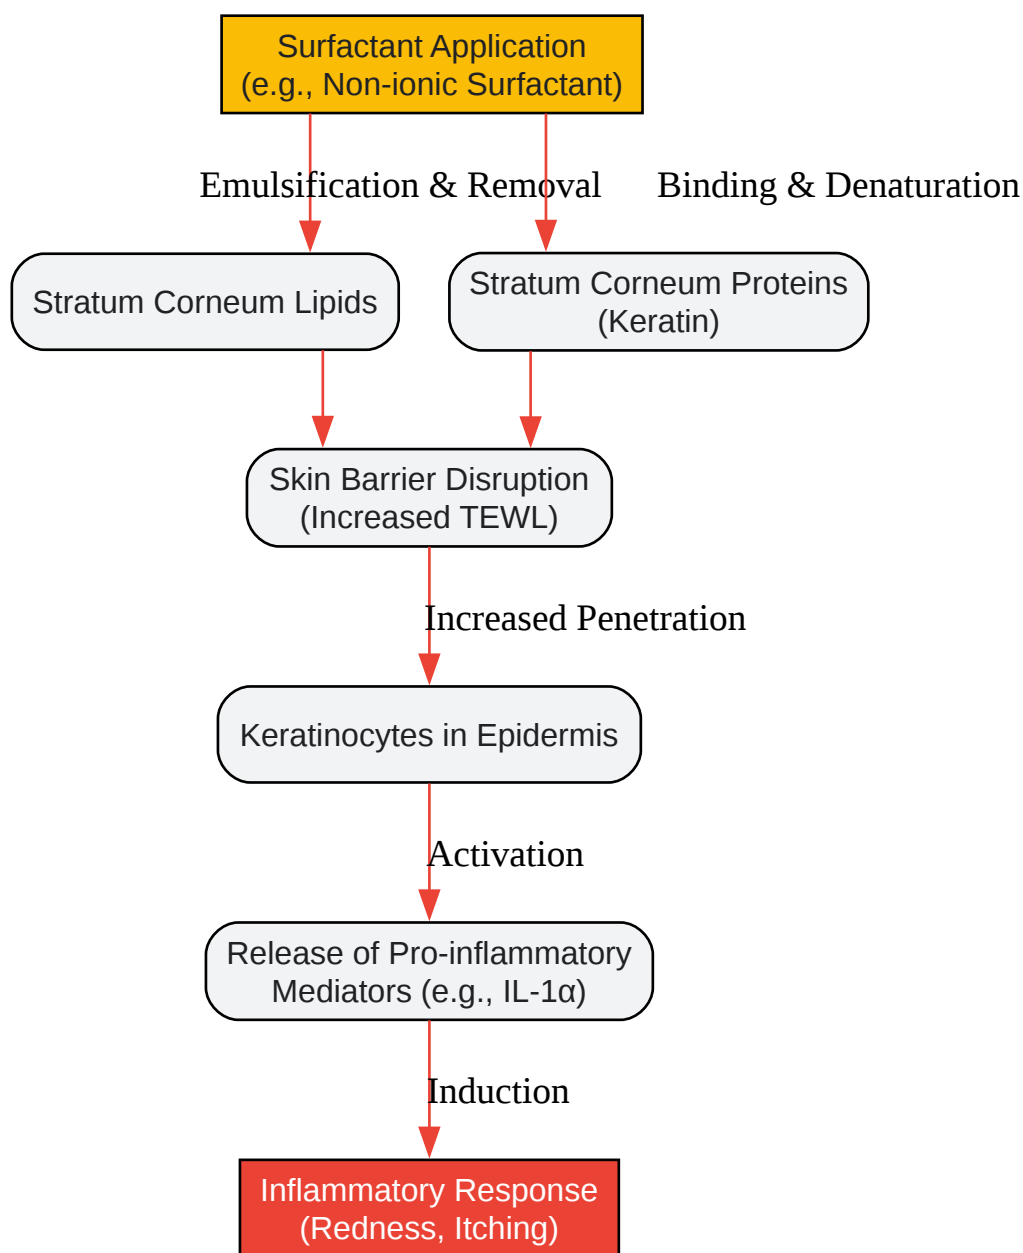 Surfactant Application
(e.g., Non-ionic Surfactant)
Emulsification & Removal
Binding & Denaturation
Stratum Corneum Lipids
Stratum Corneum Proteins
(Keratin)
Skin Barrier Disruption
(Increased TEWL)
Increased Penetration
Keratinocytes in Epidermis
Activation
Release of Pro-inflammatory
Mediators (e.g., IL-1α)
Induction
Inflammatory Response
(Redness, Itching)